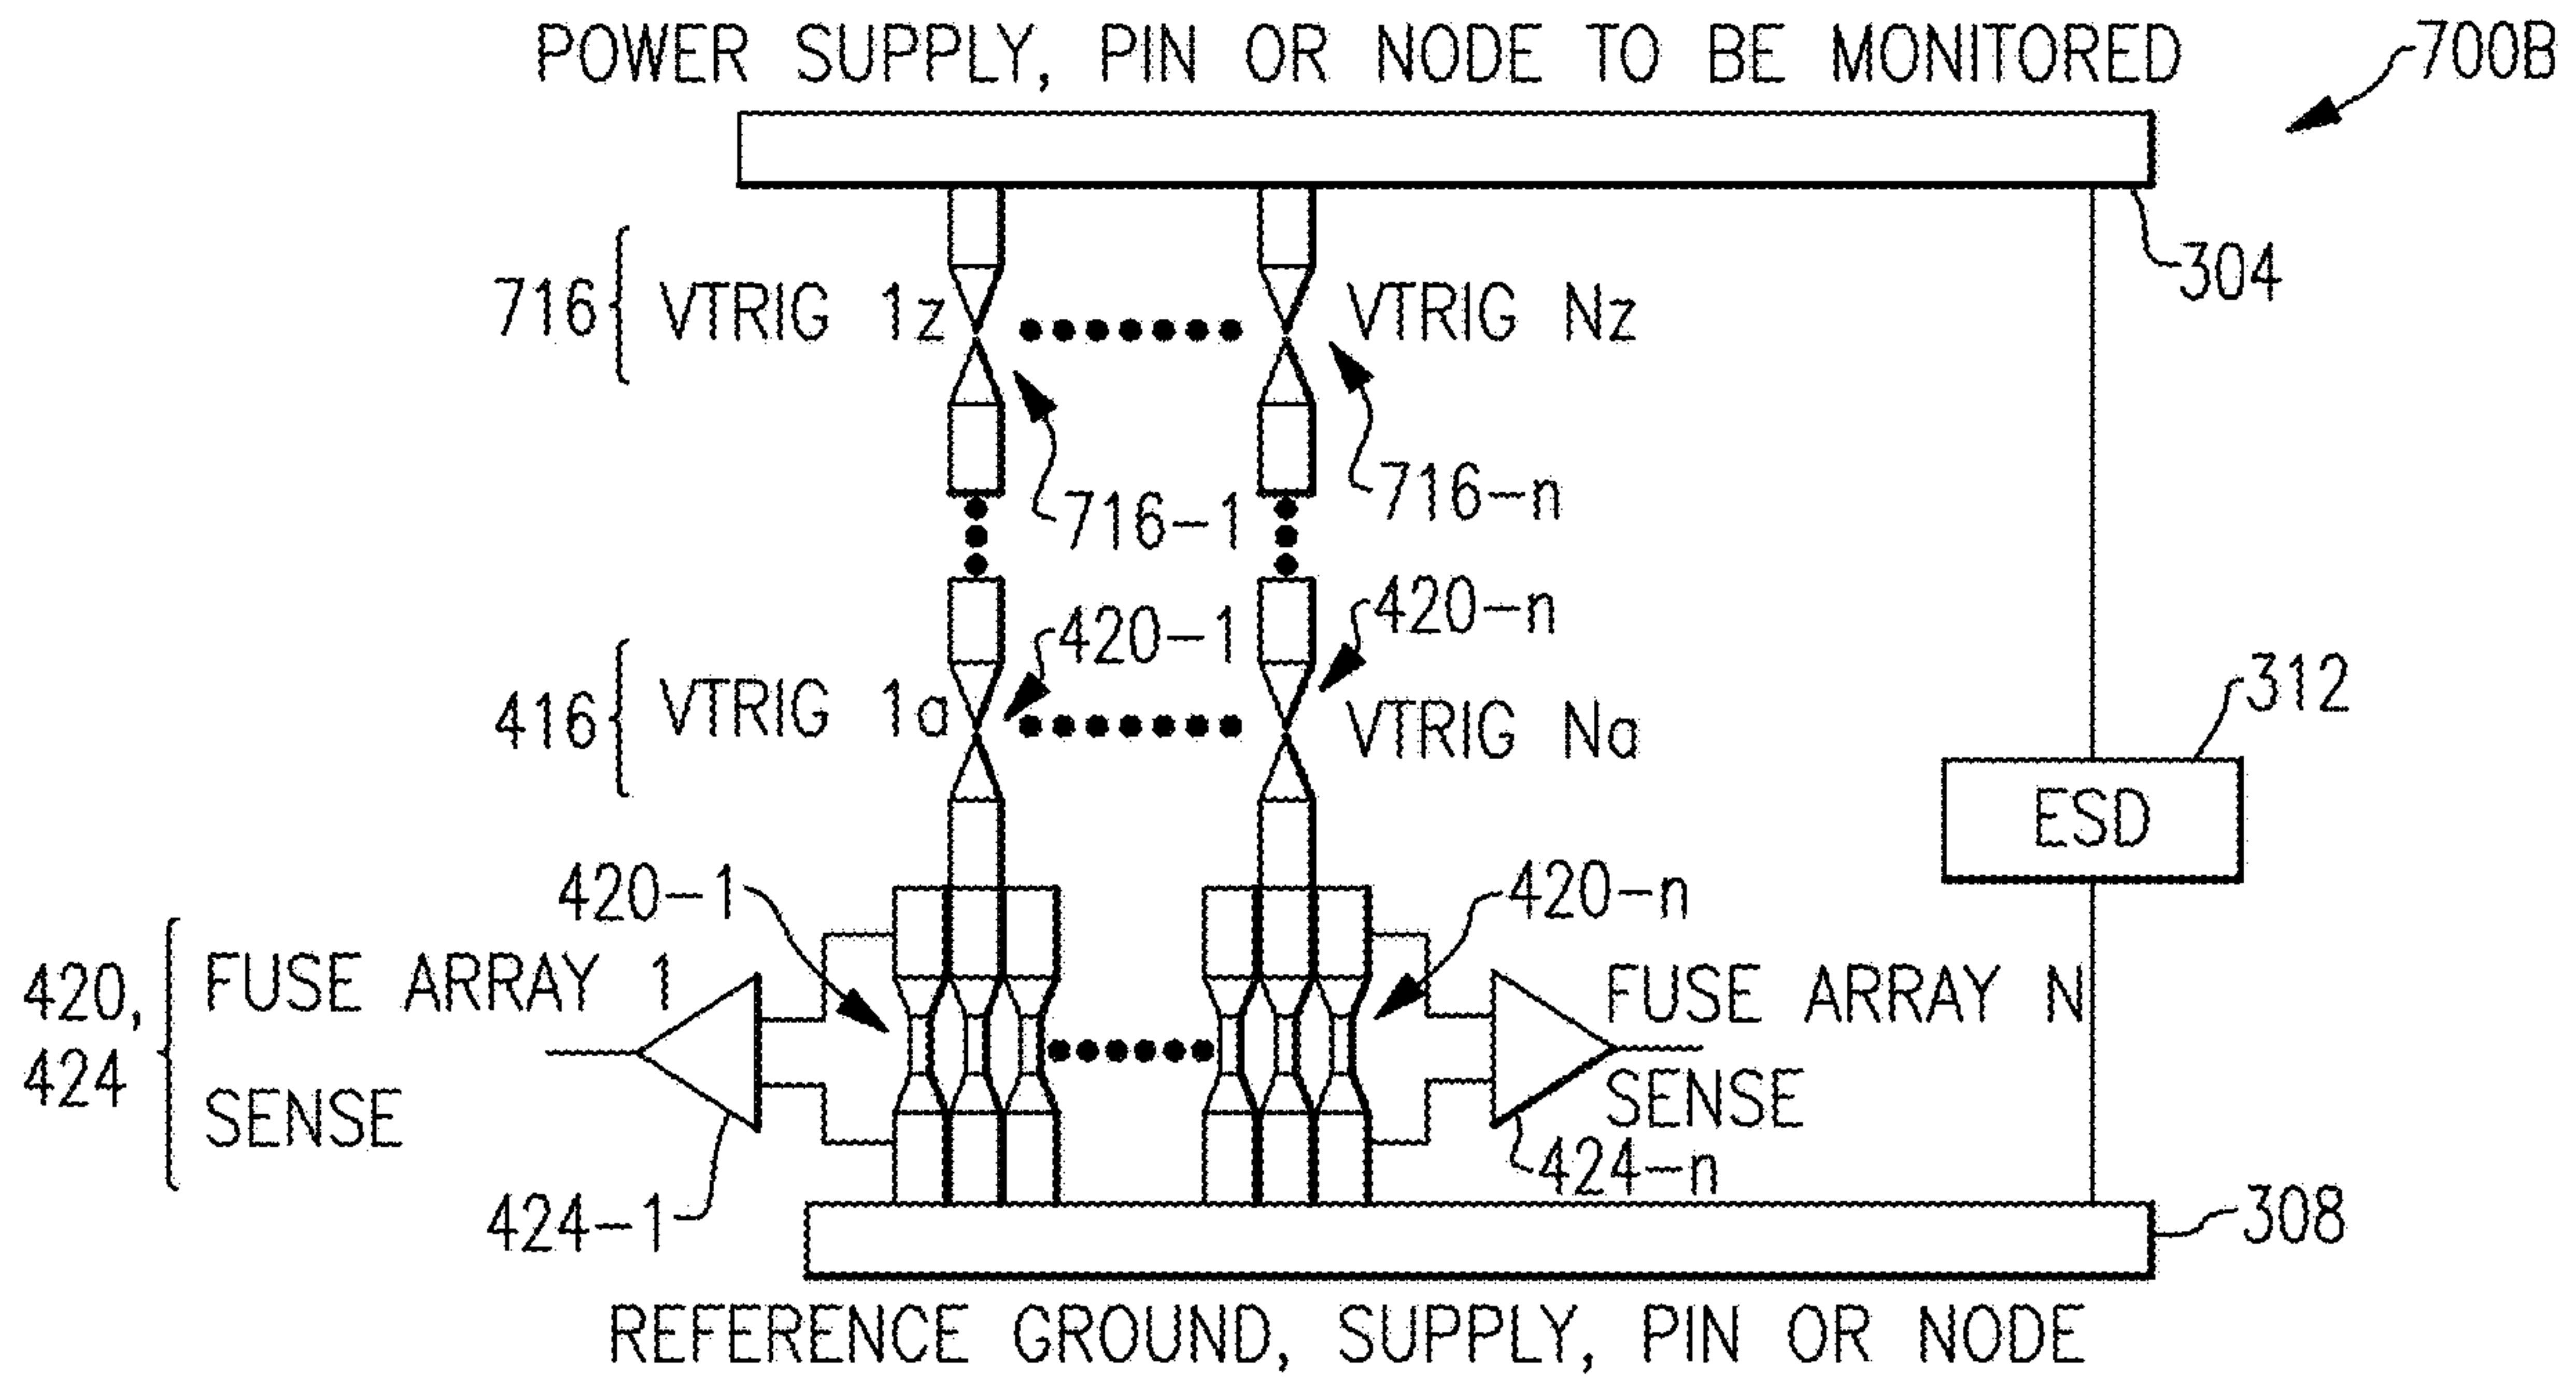 POWER SUPPLY, PIN OR NODE TO BE MONITORED
700B
304
716
VTRIG 1z
VTRIG Nz
716-1
716-n
420-1
420-n
416
VTRIG 1a
VTRIG Na
312
ESD
420-1
420-n
420,
424
FUSE ARRAY 1
SENSE
FUSE ARRAY N
SENSE
424-1
424-n
308
REFERENCE GROUND, SUPPLY, PIN OR NODE